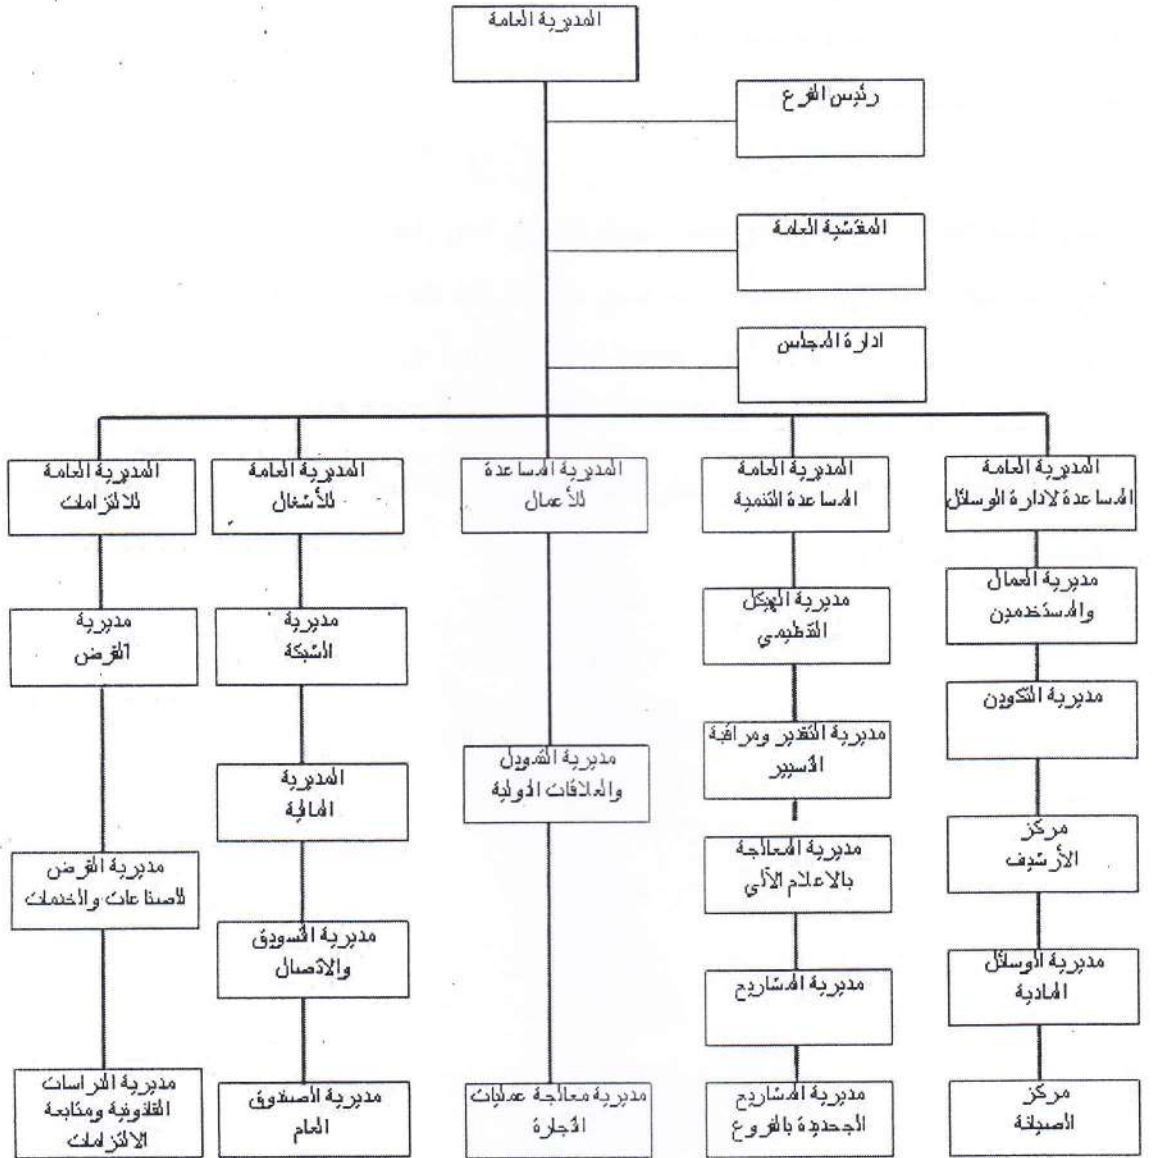 المديرية العامة
رئيس الفرع
المفتشية العامة
ادارة المجلس
المديرية العامة
المساعدة لادارة الوسائل
مديرية العمال
والمستخدمين
مديرية التكوين
مركز
الأرشيف
مديرية الوسائل
المادية
مركز
الصيانة
المديرية العامة
المساعدة التنمية
مديرية الهيكل
التنظيمي
مديرية التقدير ومراقبة
التسيير
مديرية المعالجة
بالاعلام الآلي
مديرية المشاريع
مديرية المشاريع
الجحديدة بالفروع
المديرية المساعدة
للأعمال
مديرية التمويل
والعلاقات الدولية
مديرية معالجة عمليات
التجارة
المديرية العامة
للأشغال
مديرية
الشبكة
المديرية
المالية
مديرية التسويق
والاتصال
مديرية الصندوق
العام
المديرية العامة
للالتزامات
مديرية
القرض
مديرية القرض
للصناعات والخدمات
مديرية الدراسات
القانونية ومتابعة
الالتزامات